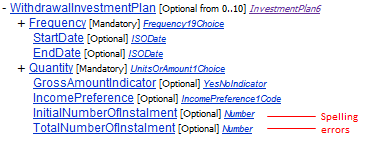 - WithdrawalInvestmentPlan [Optional from 0..10] InvestmentPlan6
+ Frequency [Mandatory] Frequency19Choice
StartDate [Optional] ISODate
EndDate [Optional] ISODate
+ Quantity [Mandatory] UnitsOrAmount1Choice
GrossAmountIndicator [Optional] YesNoIndicator
IncomePreference [Optional] IncomePreference1Code
InitialNumberOfInstalment [Optional] Number
TotalNumberOfInstalment [Optional] Number
Spelling
errors